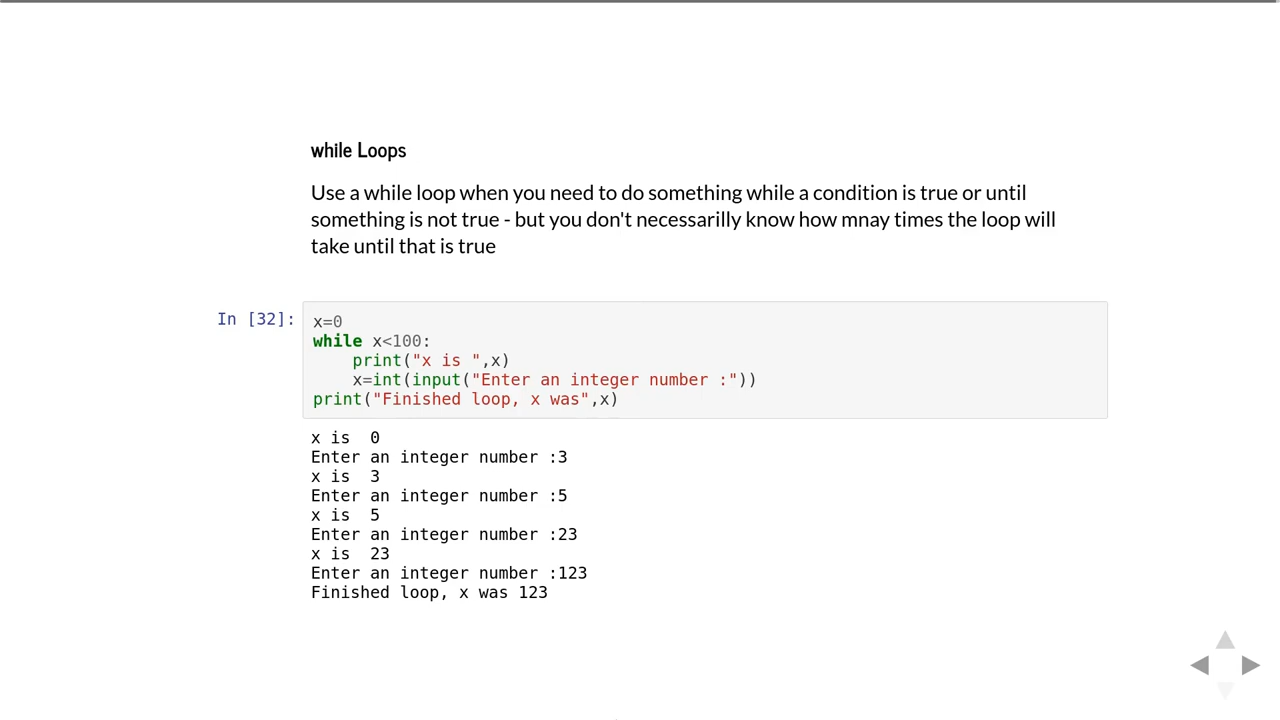 while Loops
Use a while loop when you need to do something while a condition is true or until
something is not true - but you don't necessarilly know how mnay times the loop will
take until that is true
In [32]:
x=0
while x<100:
    print("x is ",x)
    x=int(input("Enter an integer number :"))
print("Finished loop, x was",x)
x is  0
Enter an integer number :3
x is  3
Enter an integer number :5
x is  5
Enter an integer number :23
x is  23
Enter an integer number :123
Finished loop, x was 123